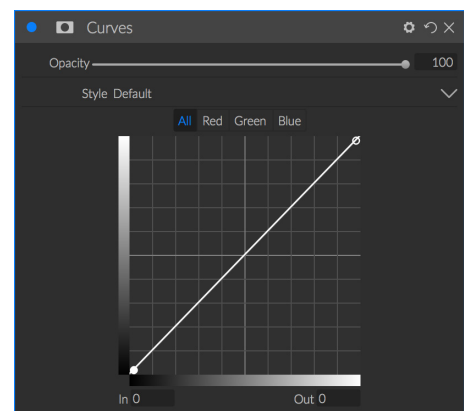 Curves
Opacity 100
Style Default
All Red Green Blue
In 0 Out 0